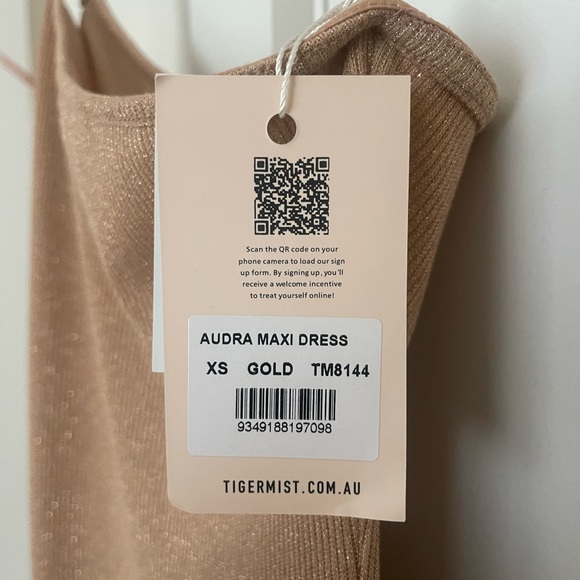 Scan the QR code on your
phone camera to load our sign
up form. By signing up, you'll
receive a welcome incentive
to treat yourself online!
AUDRA MAXI DRESS
XS GOLD TM8144
9349188197098
TIGERMIST.COM.AU